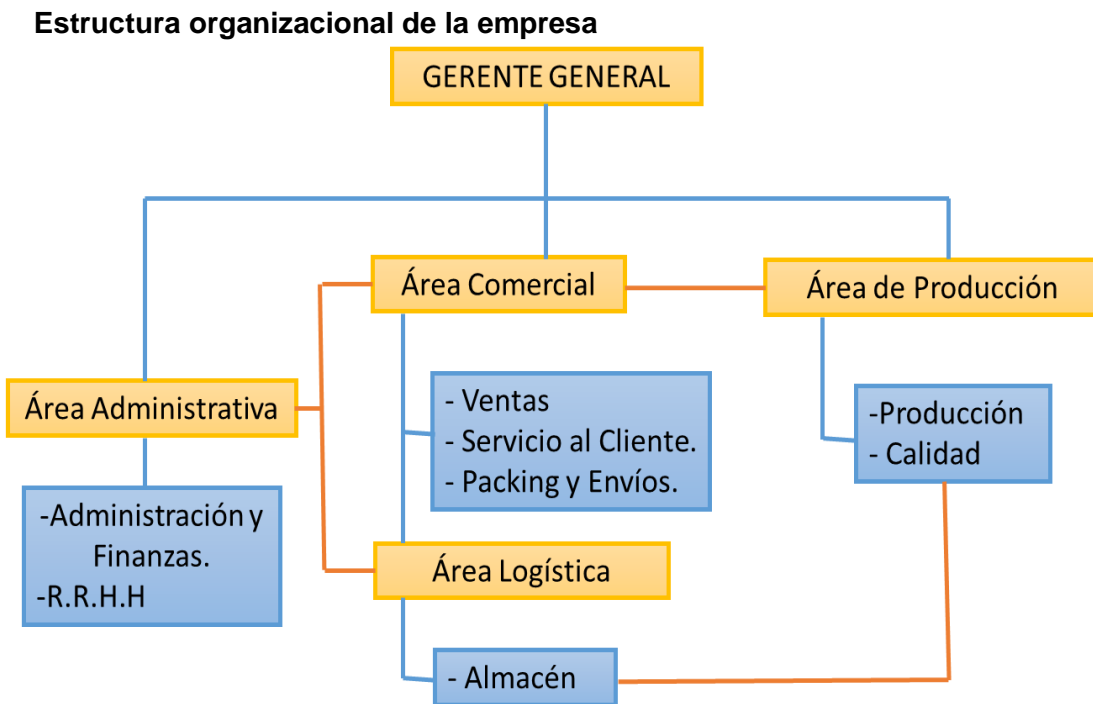 Estructura organizacional de la empresa
GERENTE GENERAL
Área Comercial
Área de Producción
Área Administrativa
- Ventas
- Servicio al Cliente.
- Packing y Envíos.
-Producción
- Calidad
-Administración y
Finanzas.
-R.R.H.H
Área Logística
- Almacén